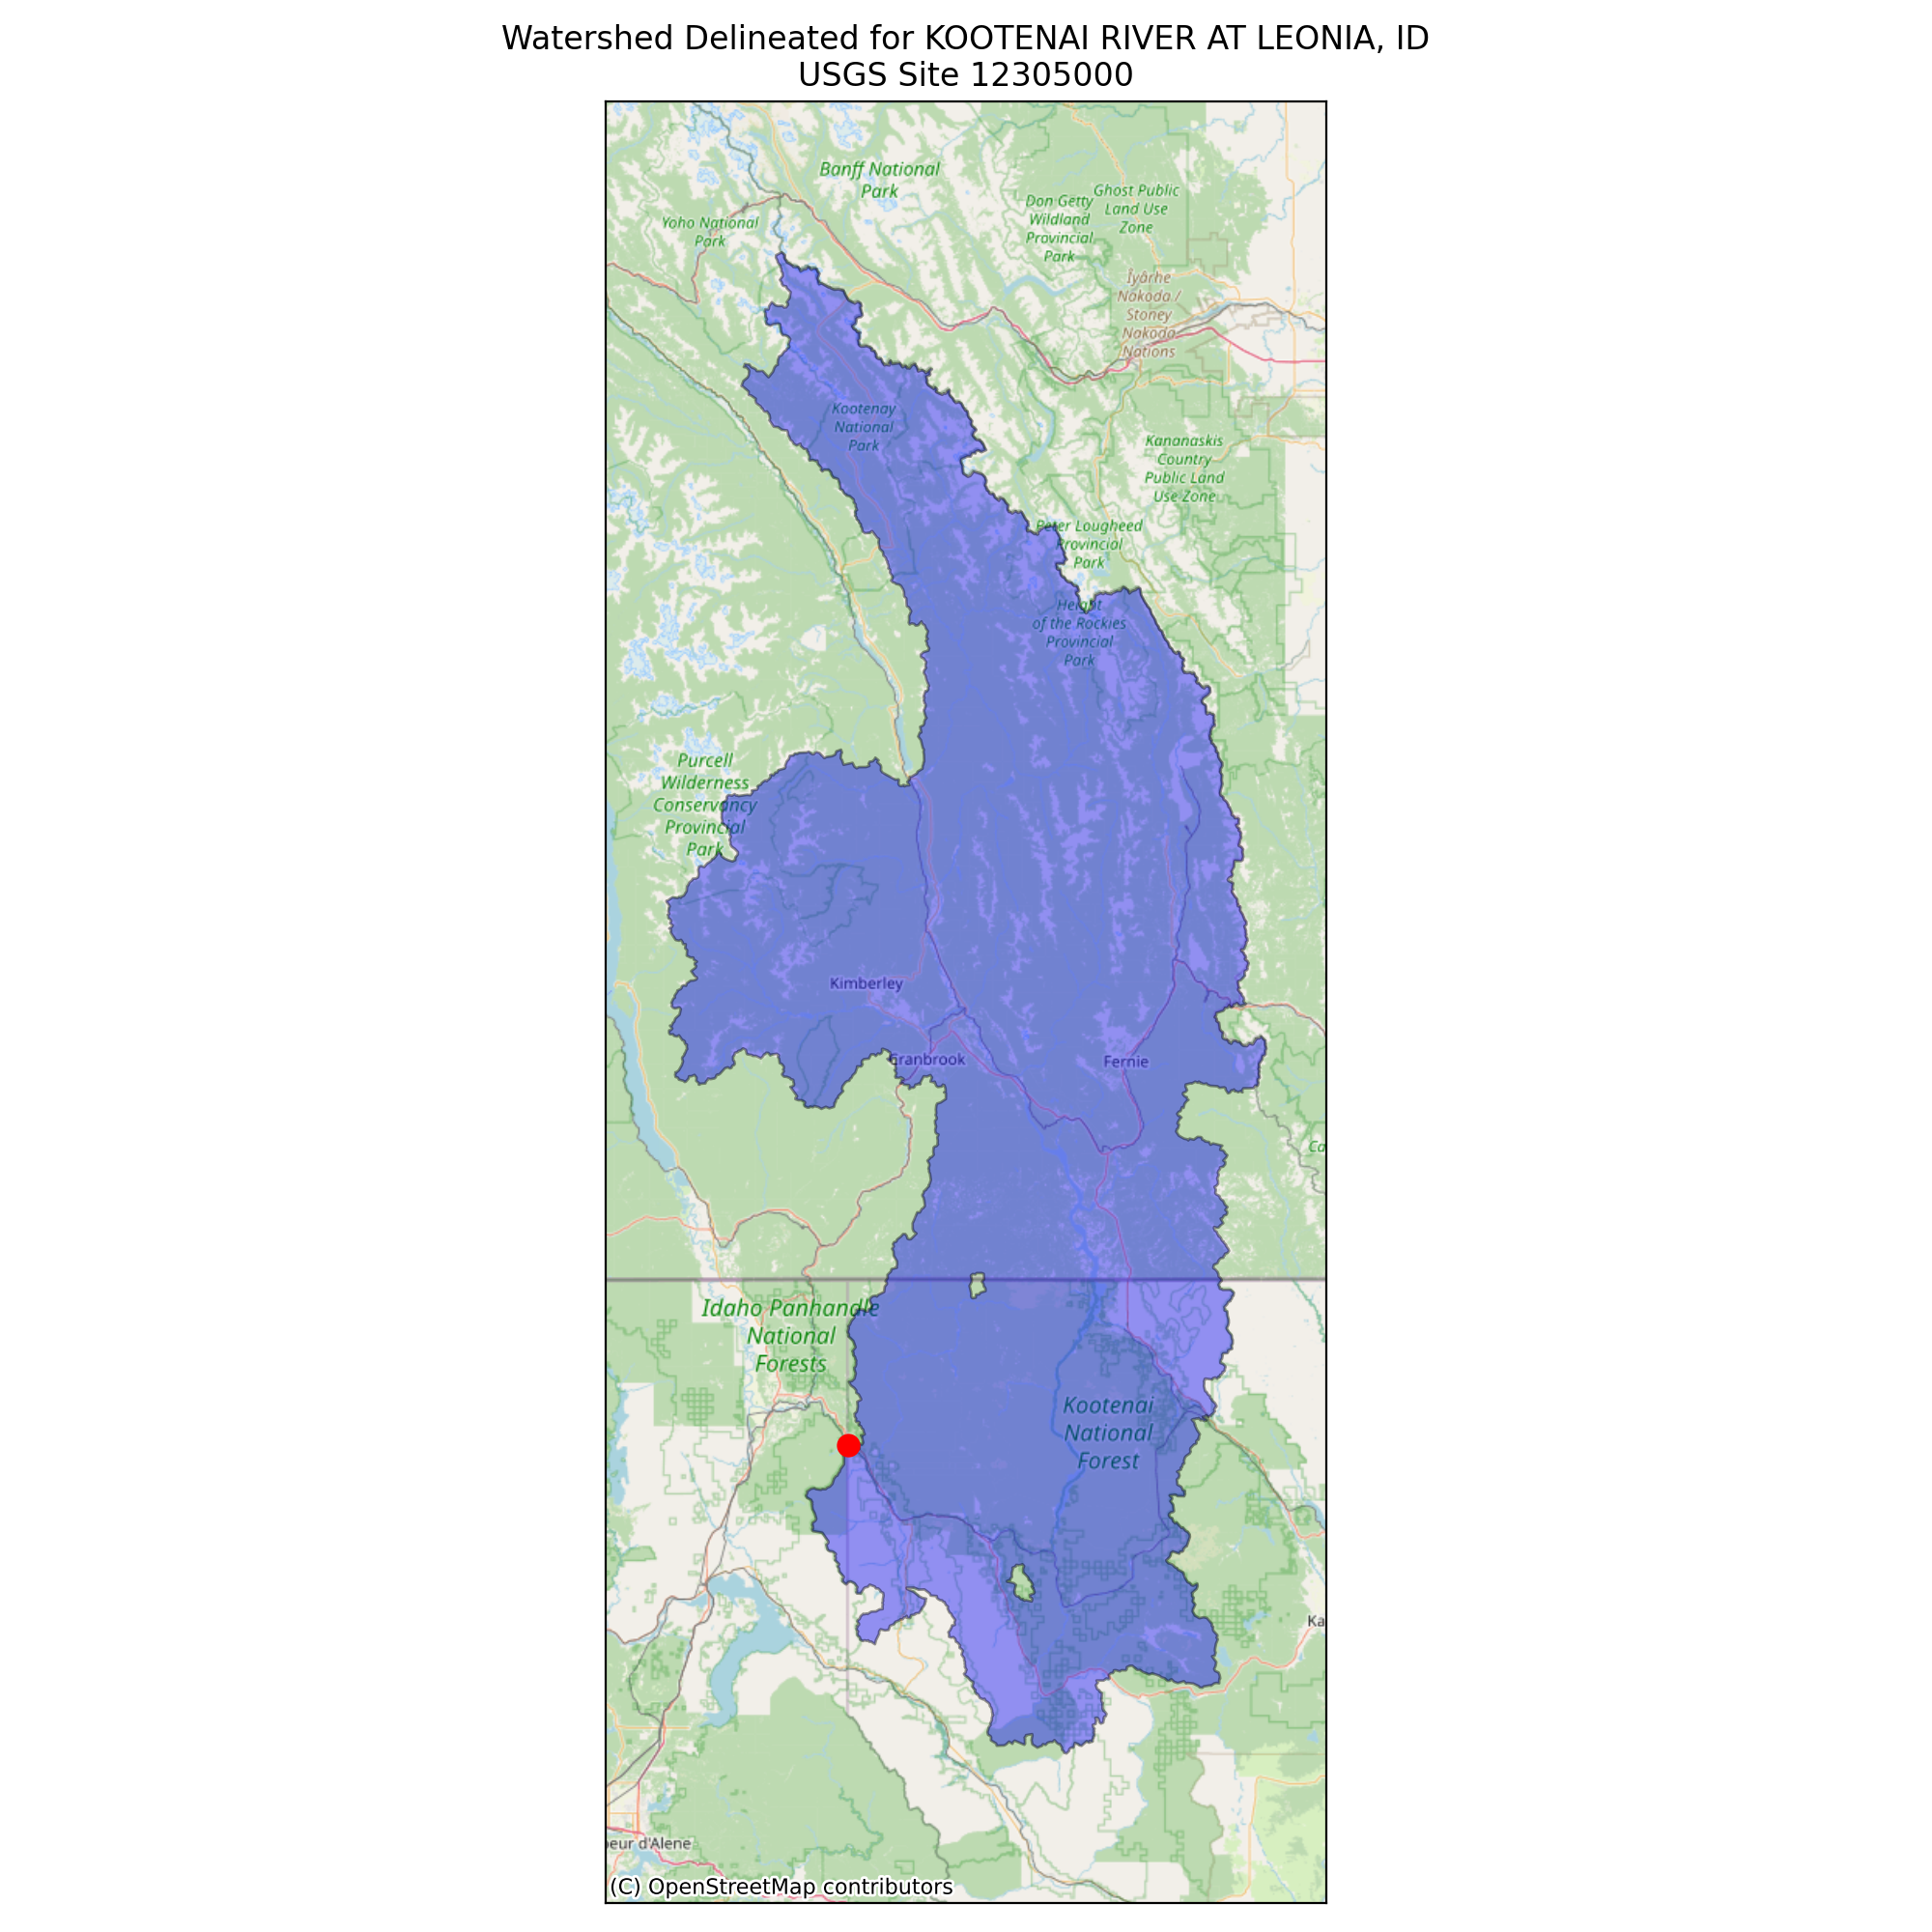 Watershed Delineated for KOOTENAI RIVER AT LEONIA, ID
USGS Site 12305000
Banff National
Park
Yoho National
Park
Don Getty
Wildland
Provincial
Park
Ghost Public
Land Use
Zone
Îyârhe
Nakoda /
Stoney
Nakoda
Nations
Kootenay
National
Park
Kananaskis
Country
Public Land
Use Zone
Peter Lougheed
Provincial
Park
Height
of the Rockies
Provincial
Park
Purcell
Wilderness
Conservancy
Provincial
Park
Kimberley
Cranbrook
Fernie
Ca
Idaho Panhandle
National
Forests
Kootenai
National
Forest
Ka
oeur d'Alene
(C) OpenStreetMap contributors